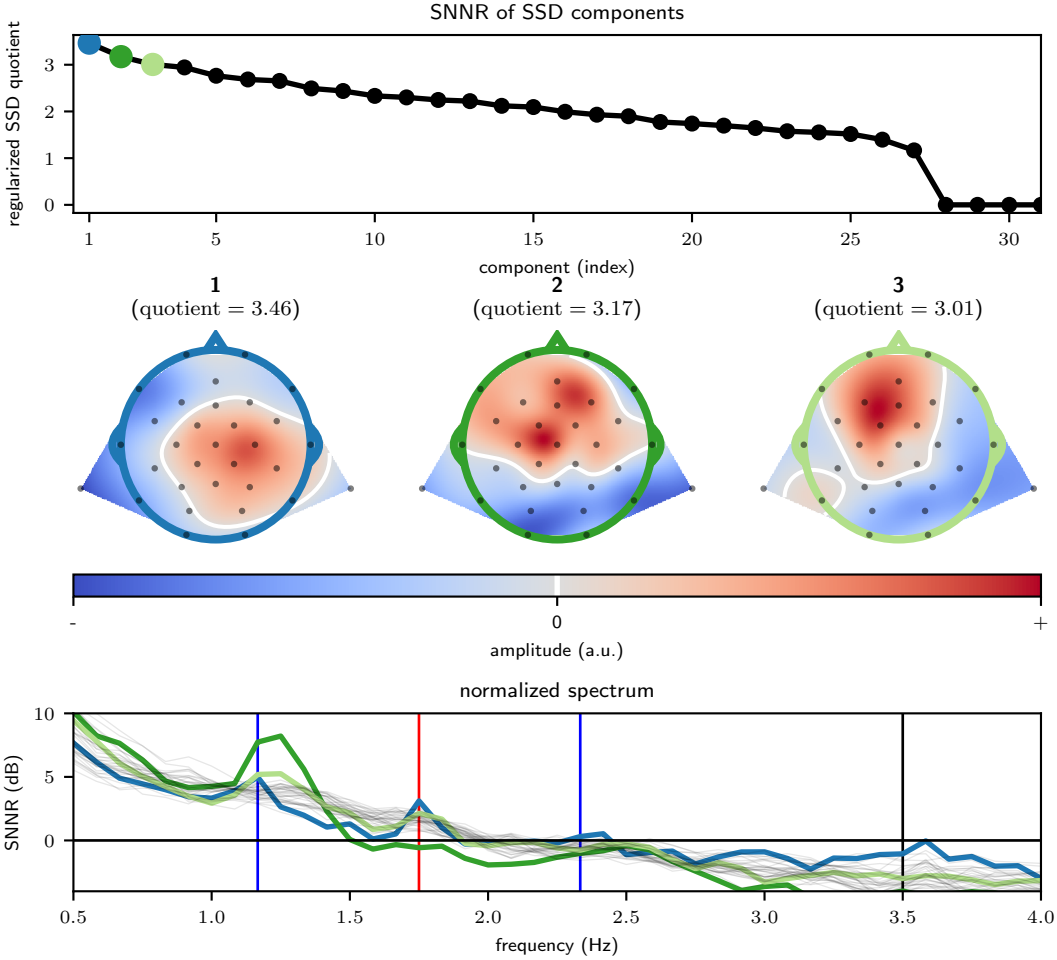 SNNR of SSD components
regularized SSD quotient
3
2
1
0
1 5 10 15 20 25 30
component (index)
1 2 3
(quotient = 3.46) (quotient = 3.17) (quotient = 3.01)
- 0 +
amplitude (a.u.)
normalized spectrum
SNNR (dB)
10
5
0
0.5 1.0 1.5 2.0 2.5 3.0 3.5 4.0
frequency (Hz)